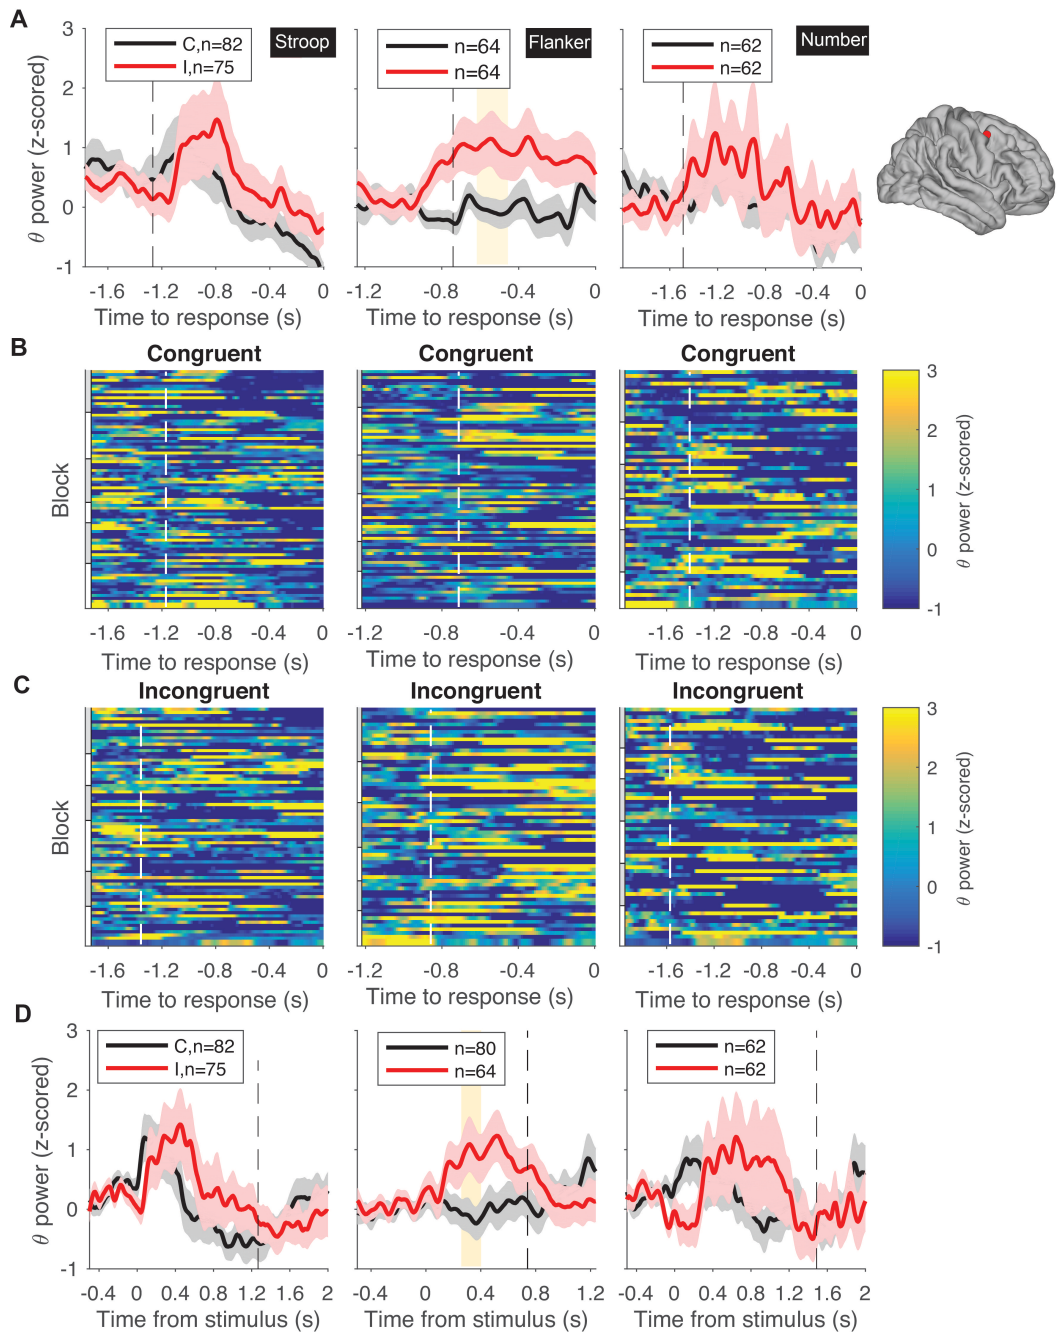 A
3
2
1
0
-1
θ power (z-scored)
C,n=82
I,n=75
Stroop
n=64
n=64
Flanker
n=62
n=62
Number
-1.6 -1.2 -0.8 -0.4 0
-1.2 -0.8 -0.4 0
-1.6 -1.2 -0.8 -0.4 0
Time to response (s)
Time to response (s)
Time to response (s)
B
Congruent
Congruent
Congruent
Block
3
2
1
0
-1
θ power (z-scored)
-1.6 -1.2 -0.8 -0.4 0
-1.2 -0.8 -0.4 0
-1.6 -1.2 -0.8 -0.4 0
Time to response (s)
Time to response (s)
Time to response (s)
C
Incongruent
Incongruent
Incongruent
Block
3
2
1
0
-1
θ power (z-scored)
-1.6 -1.2 -0.8 -0.4 0
-1.2 -0.8 -0.4 0
-1.6 -1.2 -0.8 -0.4 0
Time to response (s)
Time to response (s)
Time to response (s)
D
3
2
1
0
-1
θ power (z-scored)
C,n=82
I,n=75
n=80
n=64
n=62
n=62
-0.4 0 0.4 0.8 1.2 1.6 2
-0.4 0 0.4 0.8 1.2
-0.4 0 0.4 0.8 1.2 1.6 2
Time from stimulus (s)
Time from stimulus (s)
Time from stimulus (s)